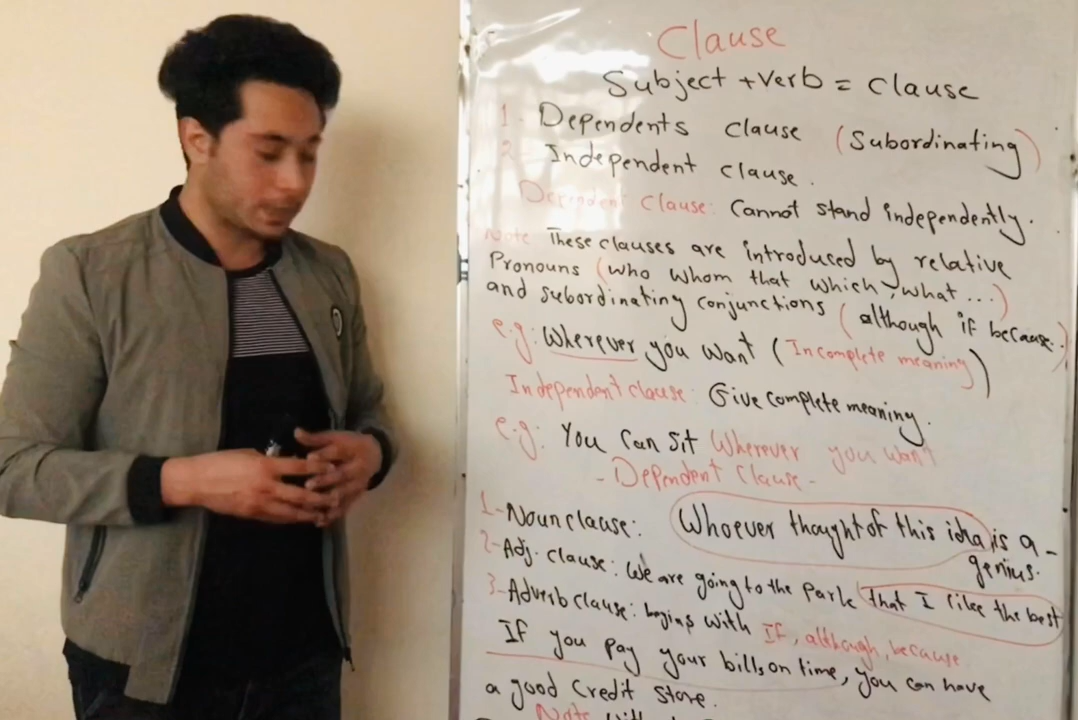 Clause
Subject + Verb = Clause
1. Dependents clause (Subordinating)
2. Independent clause.
Dependent Clause: Cannot stand independently.
Note These clauses are introduced by relative
Pronouns (who whom that which, what ...)
and subordinating conjunctions (although if because..)
e.g: Wherever you want (Incomplete meaning)
Independent clause: Give complete meaning.
e.g: You Can Sit Wherever you want
- Dependent Clause -
1- Noun clause: Whoever thought of this idia is a -
genius.
2- Adj. clause: We are going to the Park that I like the best
3- Adverb clause: begins with If, although, because
If you pay your bills on time, you can have
a good Credit store.
Note